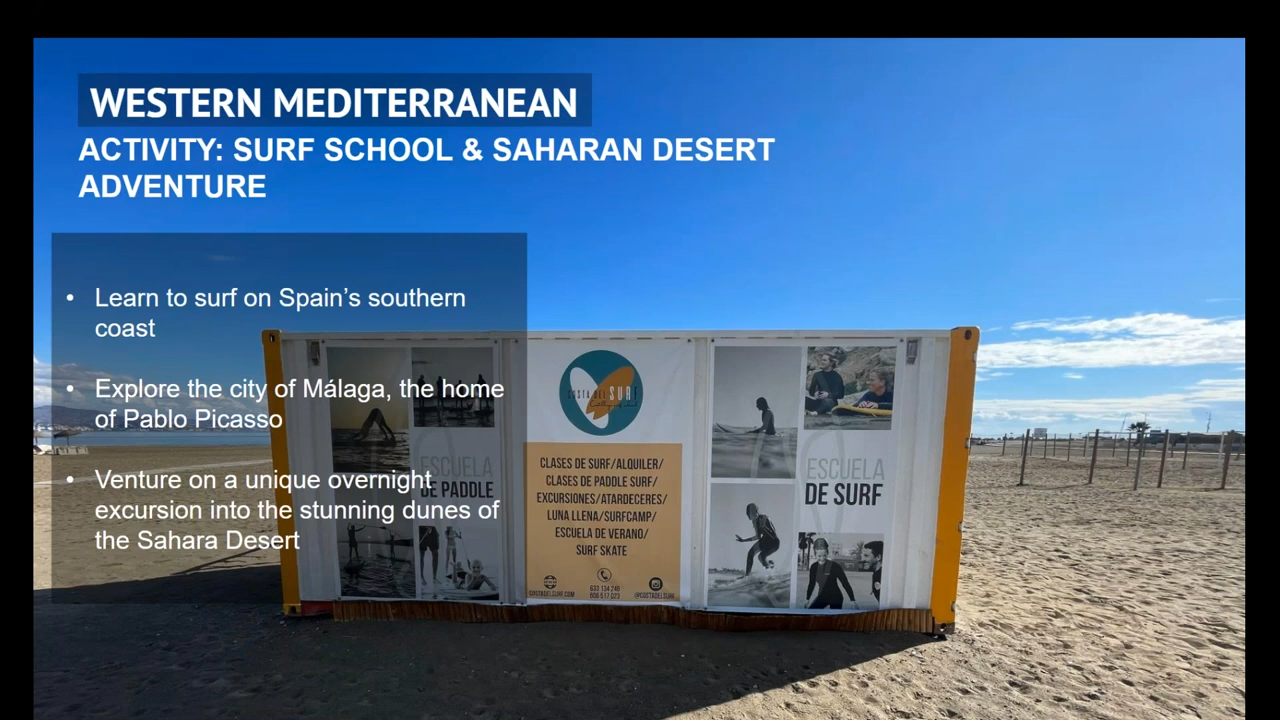 WESTERN MEDITERRANEAN
ACTIVITY: SURF SCHOOL & SAHARAN DESERT
ADVENTURE
• Learn to surf on Spain’s southern
coast
• Explore the city of Málaga, the home
of Pablo Picasso
• Venture on a unique overnight
excursion into the stunning dunes of
the Sahara Desert
ESCUELA
DE PADDLE
COSTA DEL SURF
CLASES DE SURF/ALQUILER/
CLASES DE PADDLE SURF/
EXCURSIONES/ATARDECERES/
LUNA LLENA/SURFCAMP/
ESCUELA DE VERANO/
SURF SKATE
COSTADELSURF.COM
@COSTADELSURF
ESCUELA
DE SURF